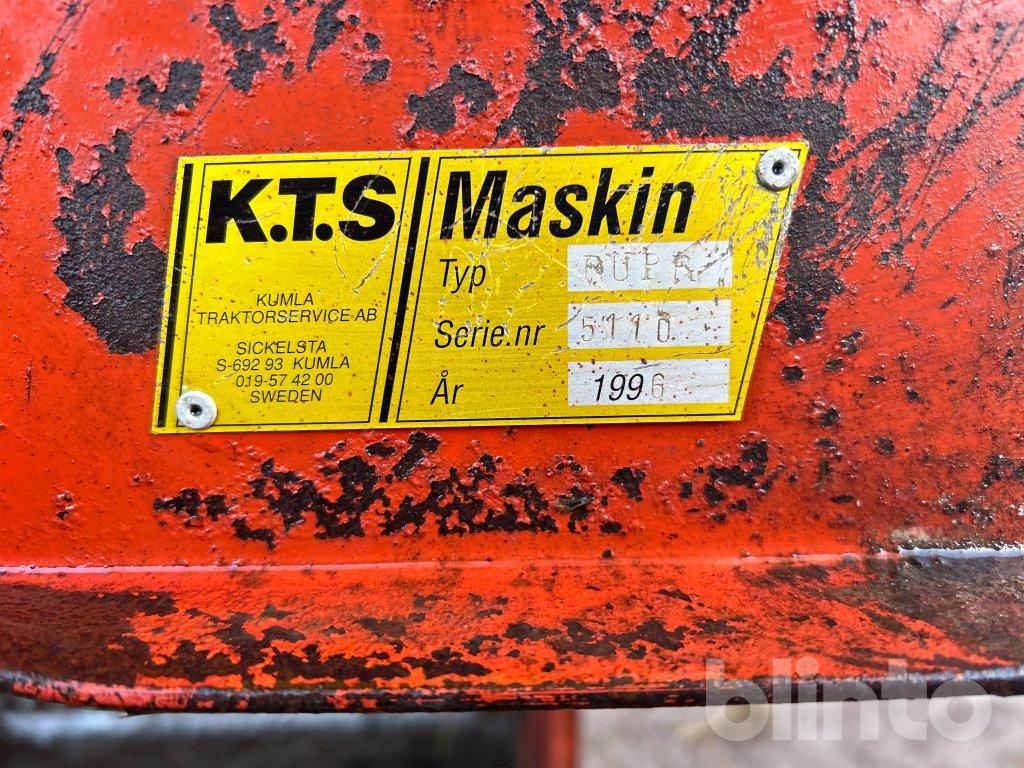 K.T.S
KUMLA
TRAKTORSERVICE AB
SICKELSTA
S-692 93 KUMLA
019-57 42 00
SWEDEN
Maskin
Typ RUPR
Serie.nr 5110
År 1996
blinto